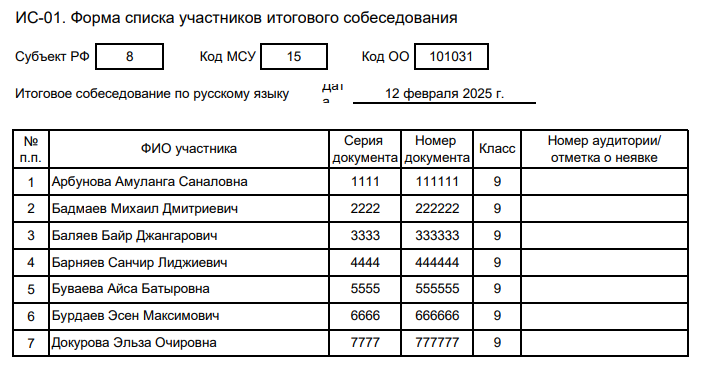 ИС-01. Форма списка участников итогового собеседования
Субъект РФ 8 Код МСУ 15 Код ОО 101031
Итоговое собеседование по русскому языку Дата 12 февраля 2025 г.
№ п.п. ФИО участника Серия документа Номер документа Класс Номер аудитории/ отметка о неявке
1 Арбунова Амуланга Саналовна 1111 111111 9
2 Бадмаев Михаил Дмитриевич 2222 222222 9
3 Баляев Байр Джангарович 3333 333333 9
4 Барняев Санчир Лиджиевич 4444 444444 9
5 Буваева Айса Батыровна 5555 555555 9
6 Бурдаев Эсен Максимович 6666 666666 9
7 Докурова Эльза Очировна 7777 777777 9